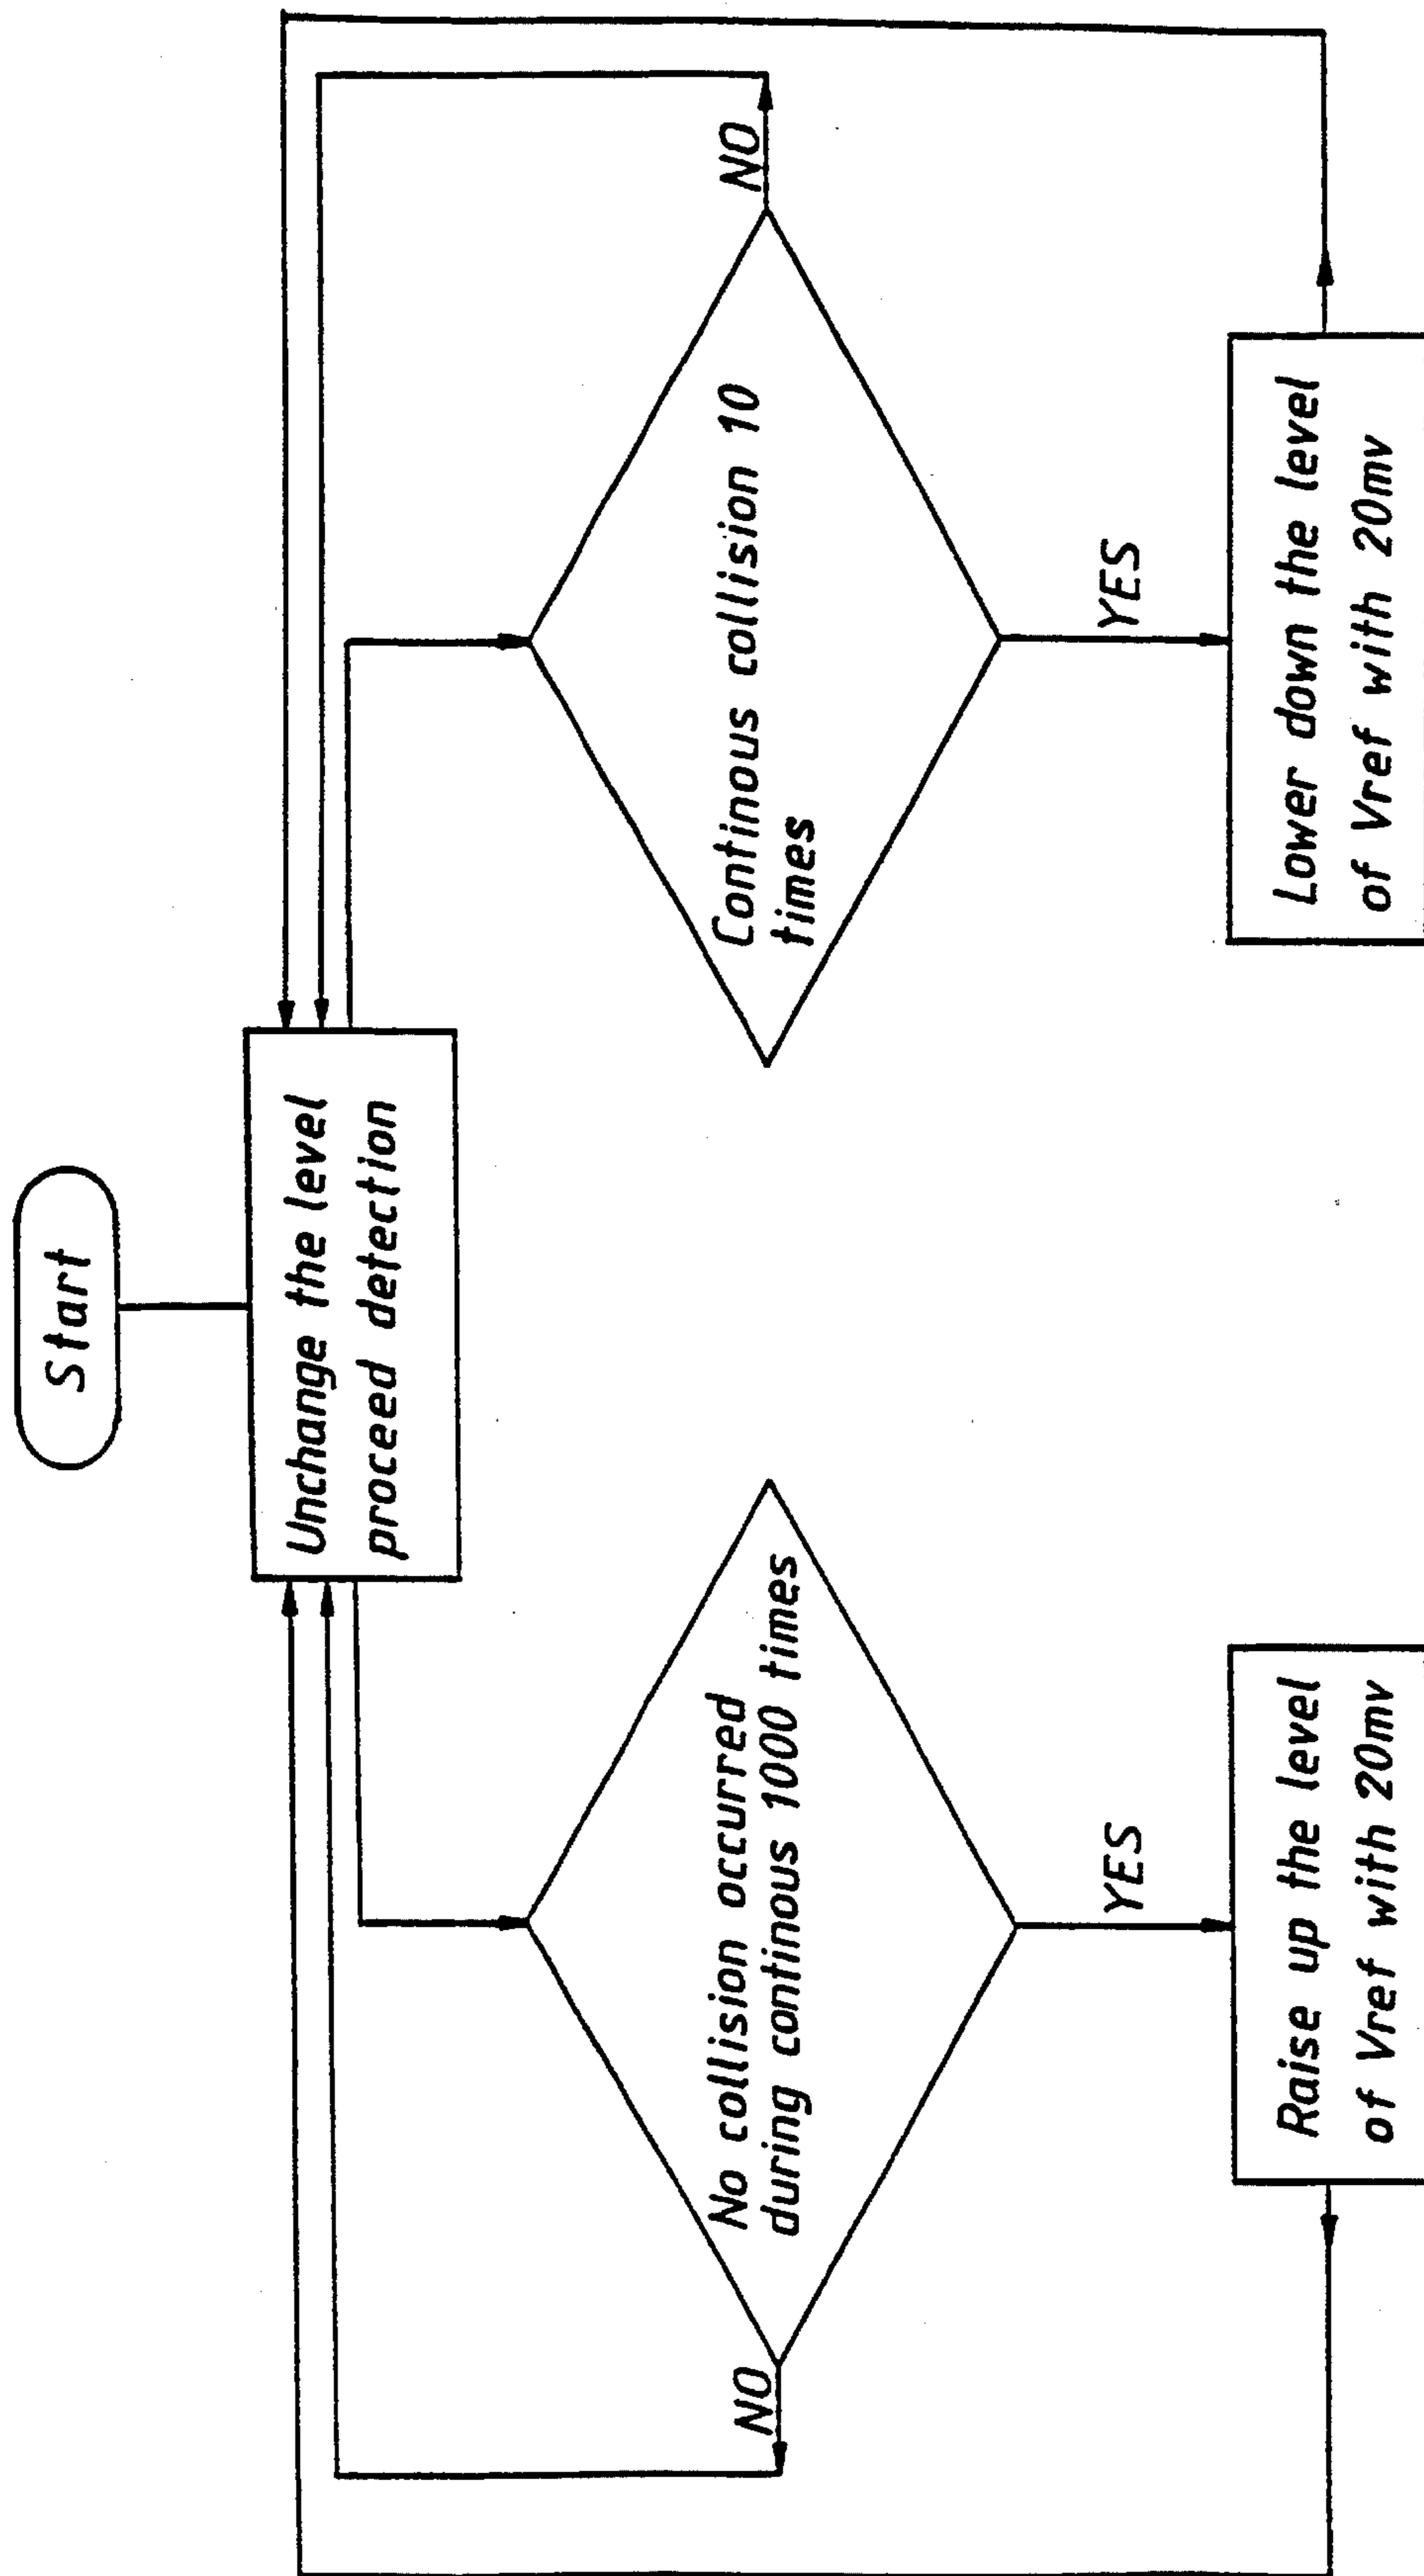 Start
Unchange the level
proceed detection
No collision occurred
during continous 1000 times
NO
YES
Raise up the level
of Vref with 20mv
Continous collision 10
times
NO
YES
Lower down the level
of Vref with 20mv